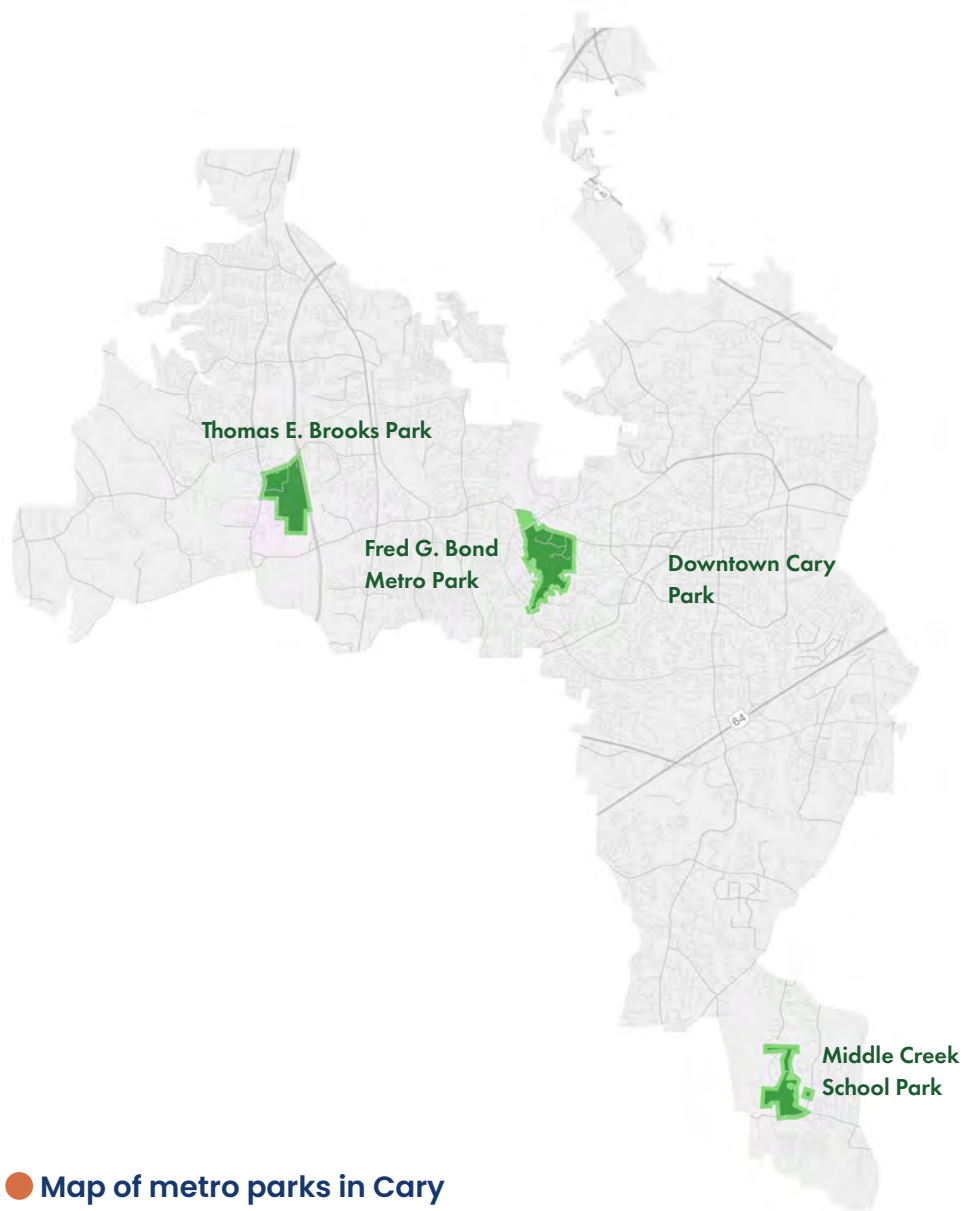 Thomas E. Brooks Park
Fred G. Bond
Metro Park
Downtown Cary
Park
64
Middle Creek
School Park
Map of metro parks in Cary